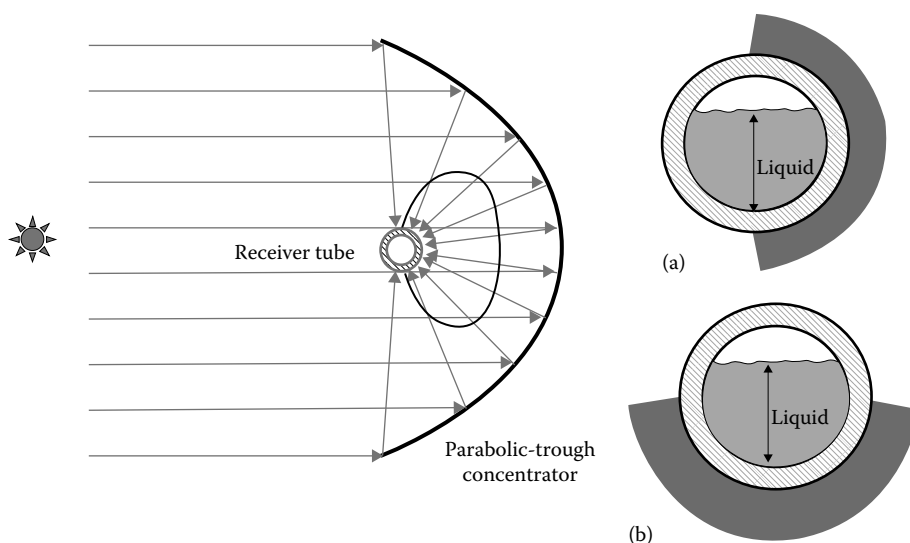 Receiver tube
Parabolic-trough
concentrator
Liquid
(a)
Liquid
(b)